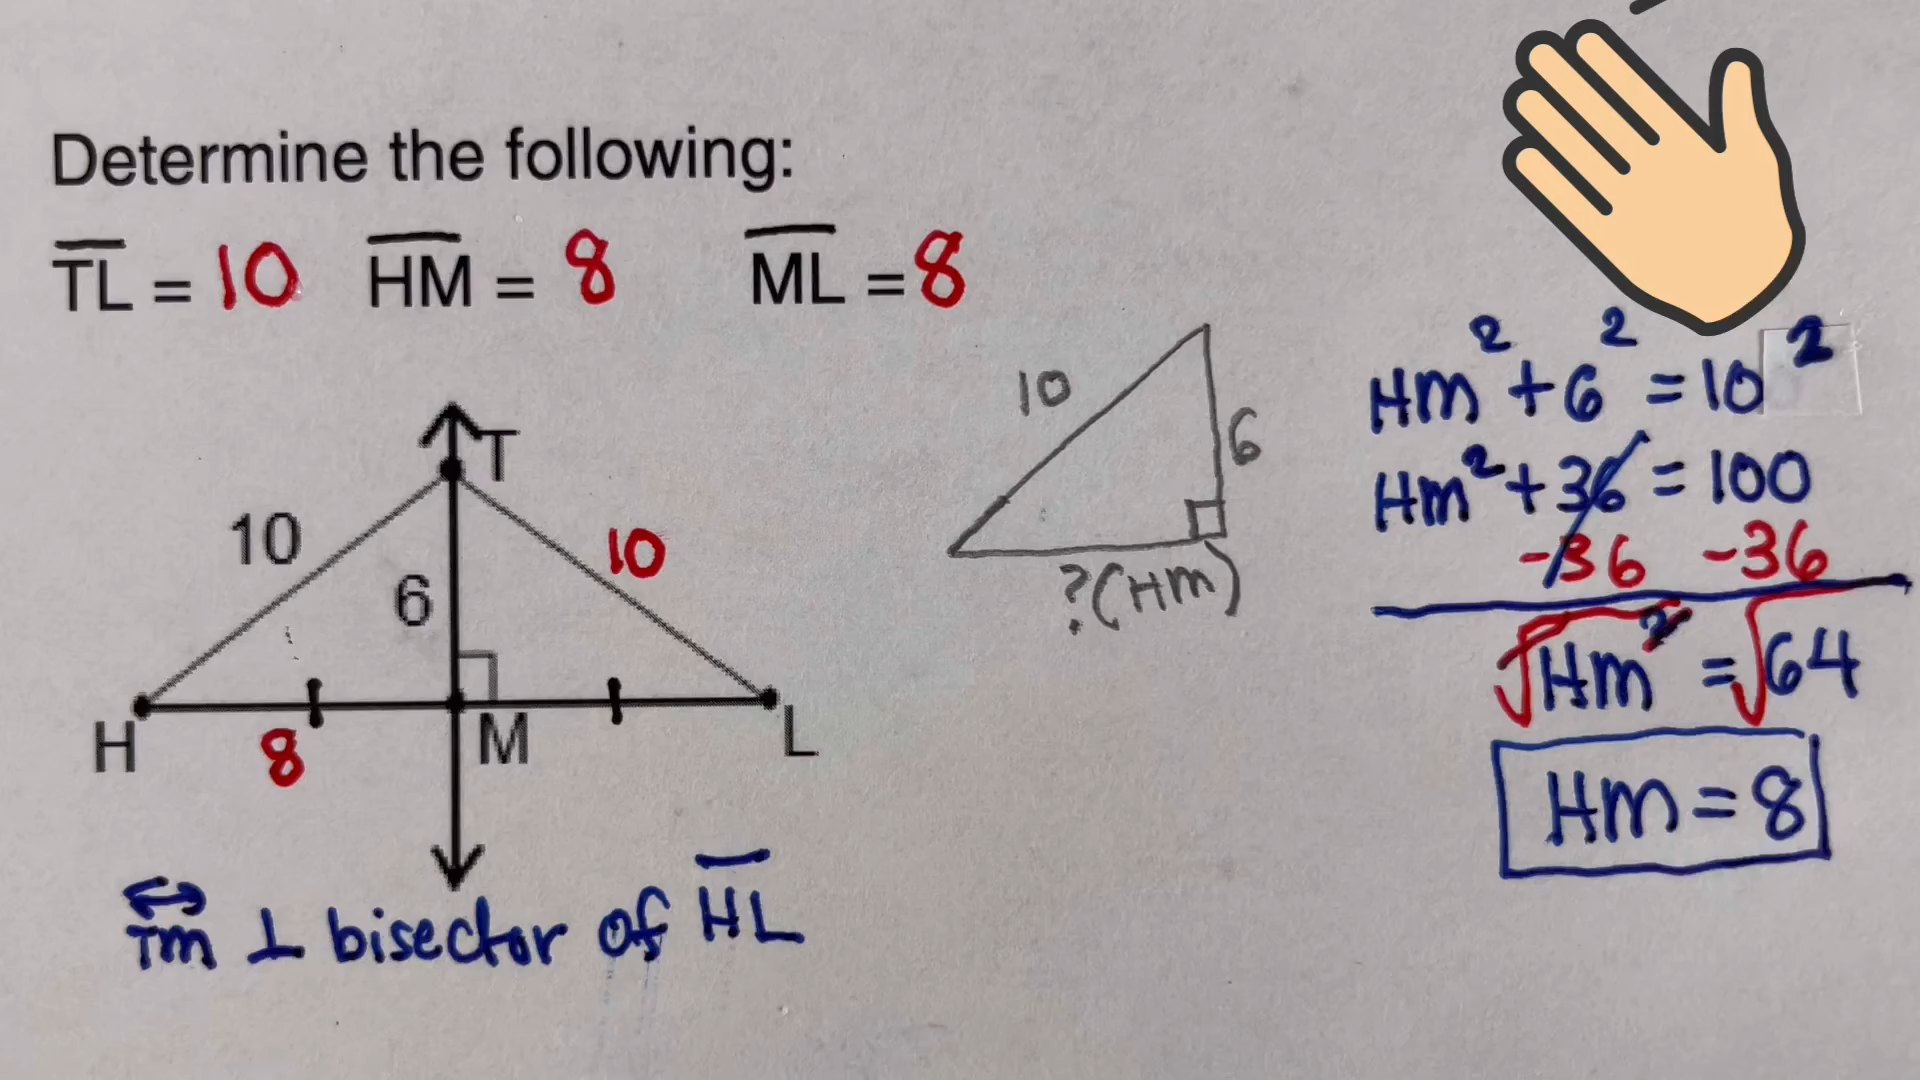 Determine the following:
TL = 10 HM = 8 ML = 8
T
10
6
10
H
8
M
L
TM ⊥ bisector of HL
10
6
?(HM)
HM² + 6² = 10²
HM² + 36 = 100
-36 -36
√HM² = √64
HM = 8